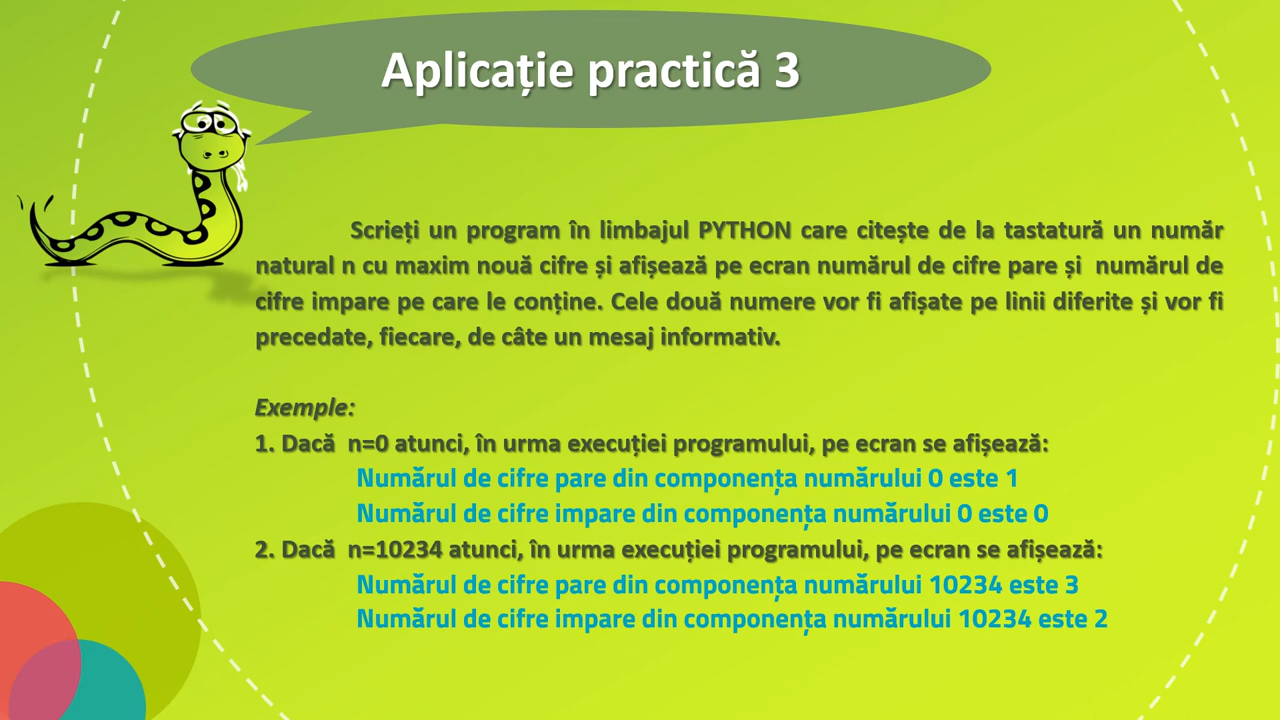 Aplicație practică 3
Scrieți un program în limbajul PYTHON care citește de la tastatură un număr
natural n cu maxim nouă cifre și afișează pe ecran numărul de cifre pare și numărul de
cifre impare pe care le conține. Cele două numere vor fi afișate pe linii diferite și vor fi
precedate, fiecare, de câte un mesaj informativ.
Exemple:
1. Dacă n=0 atunci, în urma execuției programului, pe ecran se afișează:
Numărul de cifre pare din componența numărului 0 este 1
Numărul de cifre impare din componența numărului 0 este 0
2. Dacă n=10234 atunci, în urma execuției programului, pe ecran se afișează:
Numărul de cifre pare din componența numărului 10234 este 3
Numărul de cifre impare din componența numărului 10234 este 2